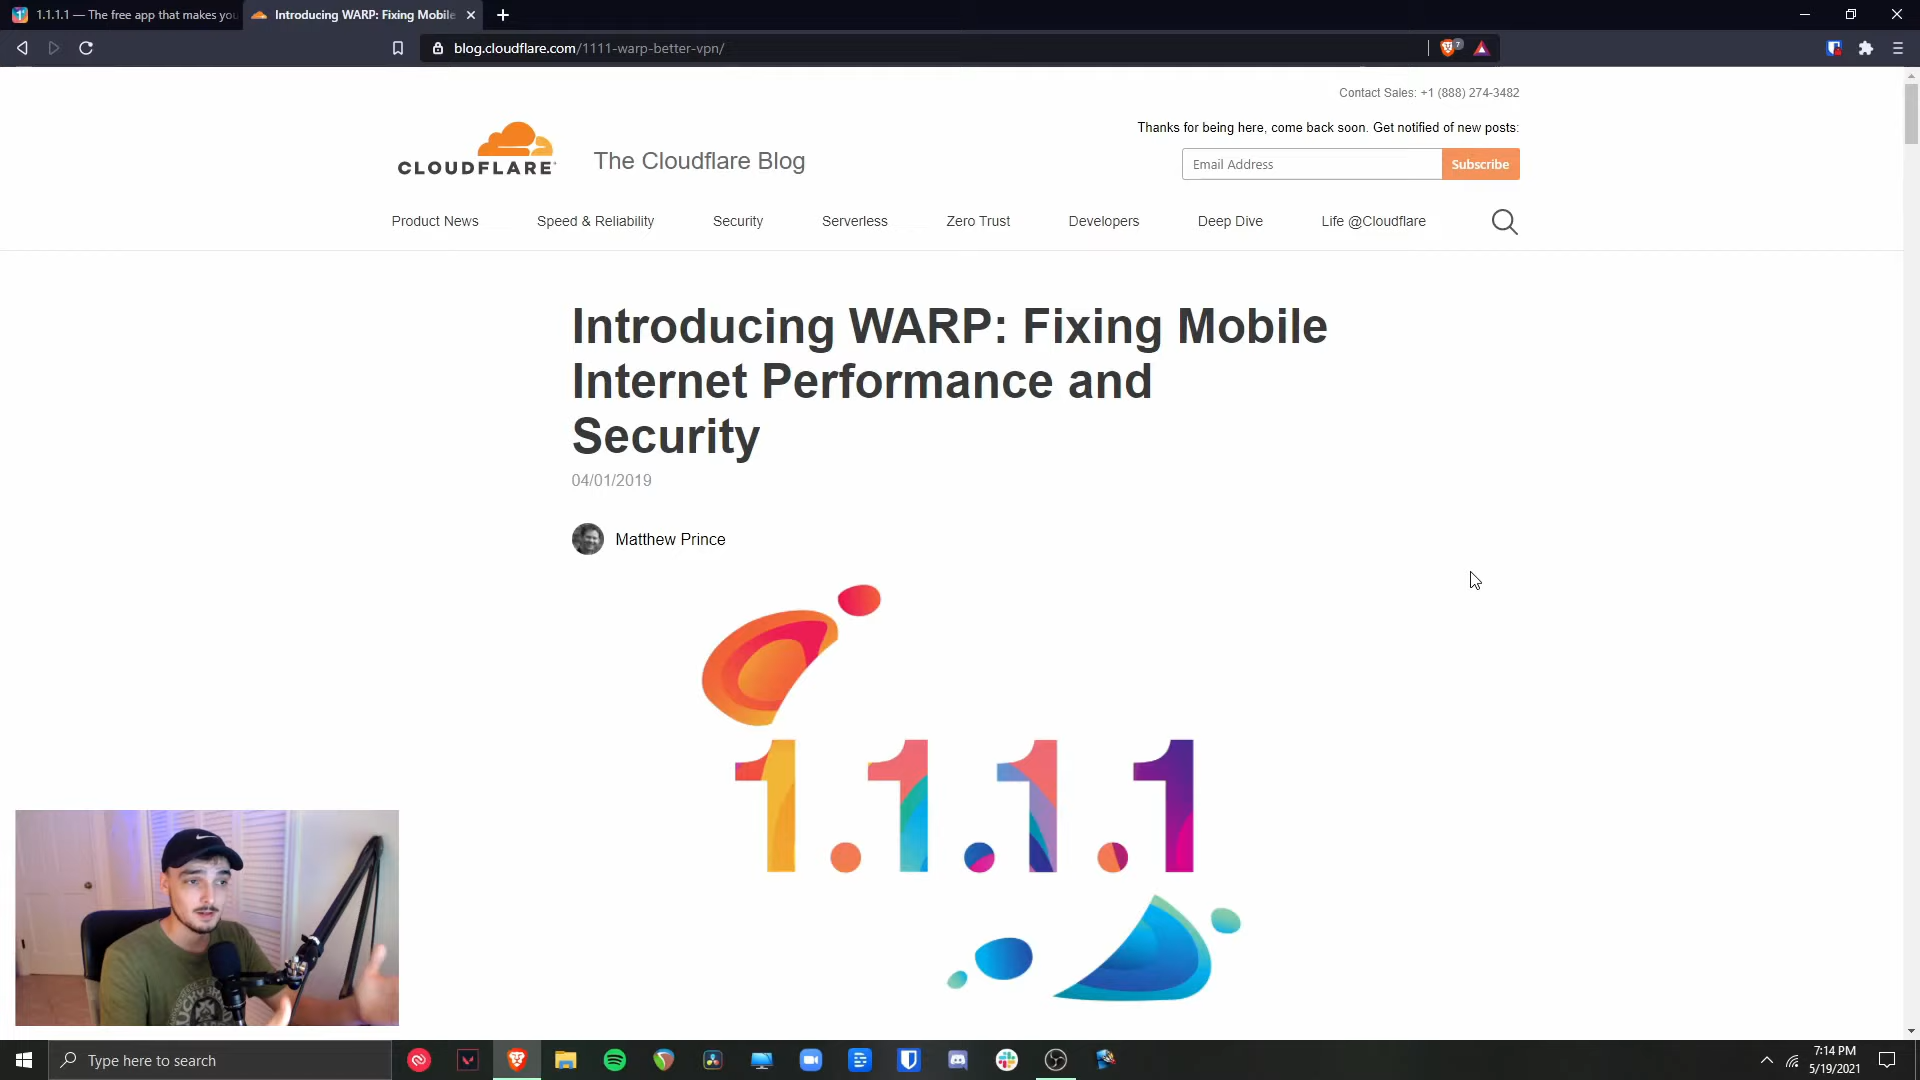 1.1.1.1 — The free app that makes you
Introducing WARP: Fixing Mobile
blog.cloudflare.com/1111-warp-better-vpn/
7
Contact Sales: +1 (888) 274-3482
Thanks for being here, come back soon. Get notified of new posts:
CLOUDFLARE
The Cloudflare Blog
Email Address
Subscribe
Product News
Speed & Reliability
Security
Serverless
Zero Trust
Developers
Deep Dive
Life @Cloudflare
Introducing WARP: Fixing Mobile
Internet Performance and
Security
04/01/2019
Matthew Prince
1.1.1.1
Type here to search
7:14 PM
5/19/2021